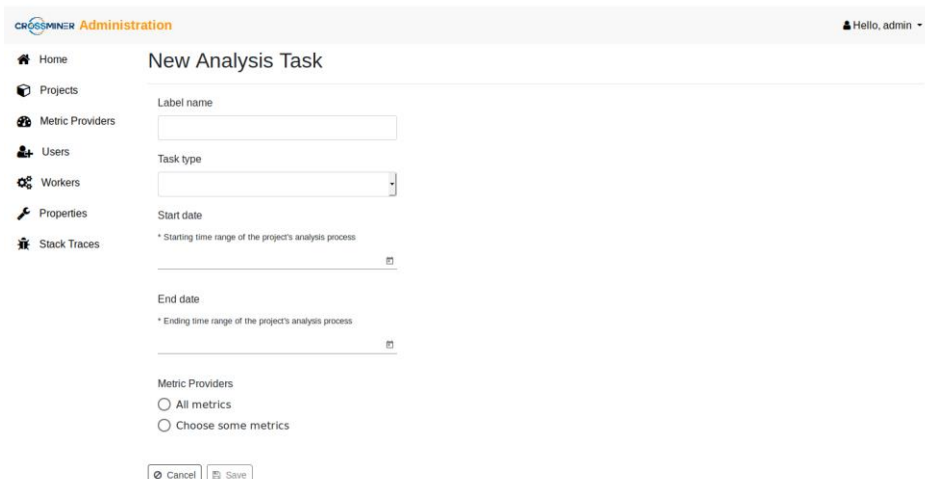 CROSSMINER Administration
Hello, admin
Home
New Analysis Task
Projects
Label name
Metric Providers
Users
Task type
Workers
Properties
Start date
* Starting time range of the project's analysis process
Stack Traces
End date
* Ending time range of the project's analysis process
Metric Providers
All metrics
Choose some metrics
Cancel
Save